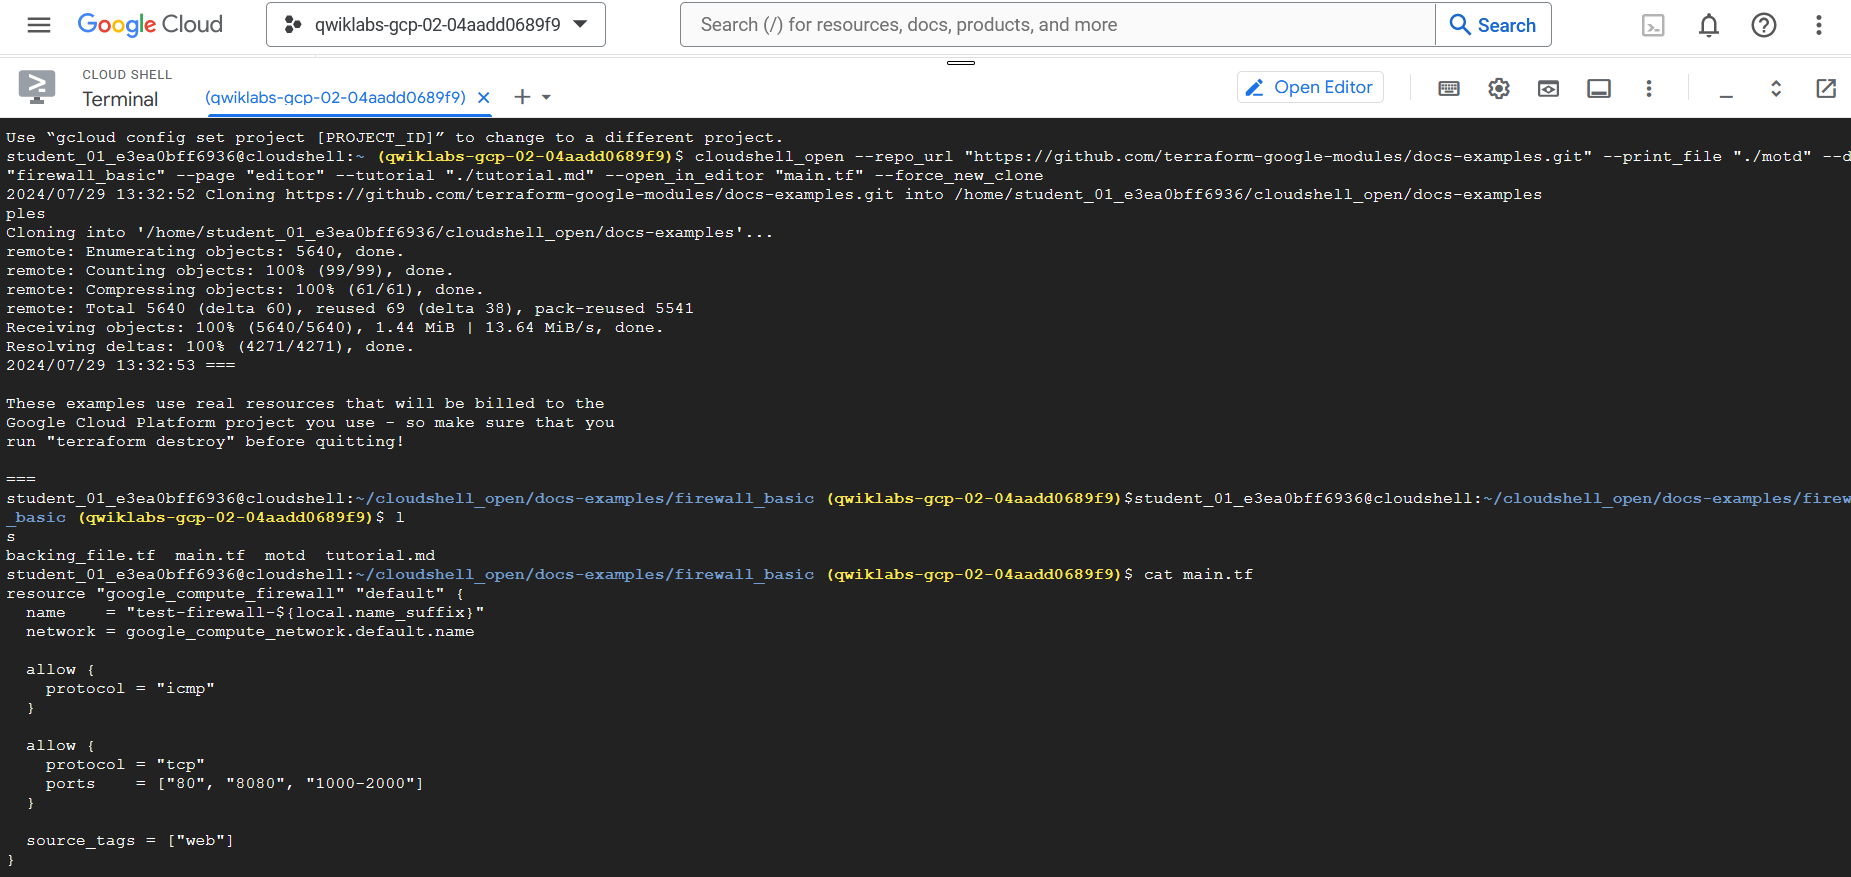 Google Cloud
qwiklabs-gcp-02-04aadd0689f9
Search (/) for resources, docs, products, and more
Search
CLOUD SHELL
Terminal
(qwiklabs-gcp-02-04aadd0689f9)
Open Editor
Use “gcloud config set project [PROJECT_ID]” to change to a different project.
student_01_e3ea0bff6936@cloudshell:~ (qwiklabs-gcp-02-04aadd0689f9)$ cloudshell_open --repo_url "https://github.com/terraform-google-modules/docs-examples.git" --print_file "./motd" --d
"firewall_basic" --page "editor" --tutorial "./tutorial.md" --open_in_editor "main.tf" --force_new_clone
2024/07/29 13:32:52 Cloning https://github.com/terraform-google-modules/docs-examples.git into /home/student_01_e3ea0bff6936/cloudshell_open/docs-examples
ples
Cloning into '/home/student_01_e3ea0bff6936/cloudshell_open/docs-examples'...
remote: Enumerating objects: 5640, done.
remote: Counting objects: 100% (99/99), done.
remote: Compressing objects: 100% (61/61), done.
remote: Total 5640 (delta 60), reused 69 (delta 38), pack-reused 5541
Receiving objects: 100% (5640/5640), 1.44 MiB | 13.64 MiB/s, done.
Resolving deltas: 100% (4271/4271), done.
2024/07/29 13:32:53 ===
These examples use real resources that will be billed to the
Google Cloud Platform project you use - so make sure that you
run "terraform destroy" before quitting!
===
student_01_e3ea0bff6936@cloudshell:~/cloudshell_open/docs-examples/firewall_basic (qwiklabs-gcp-02-04aadd0689f9)$student_01_e3ea0bff6936@cloudshell:~/cloudshell_open/docs-examples/firew
_basic (qwiklabs-gcp-02-04aadd0689f9)$ l
s
backing_file.tf  main.tf  motd  tutorial.md
student_01_e3ea0bff6936@cloudshell:~/cloudshell_open/docs-examples/firewall_basic (qwiklabs-gcp-02-04aadd0689f9)$ cat main.tf
resource "google_compute_firewall" "default" {
  name    = "test-firewall-${local.name_suffix}"
  network = google_compute_network.default.name
  allow {
    protocol = "icmp"
  }
  allow {
    protocol = "tcp"
    ports    = ["80", "8080", "1000-2000"]
  }
  source_tags = ["web"]
}